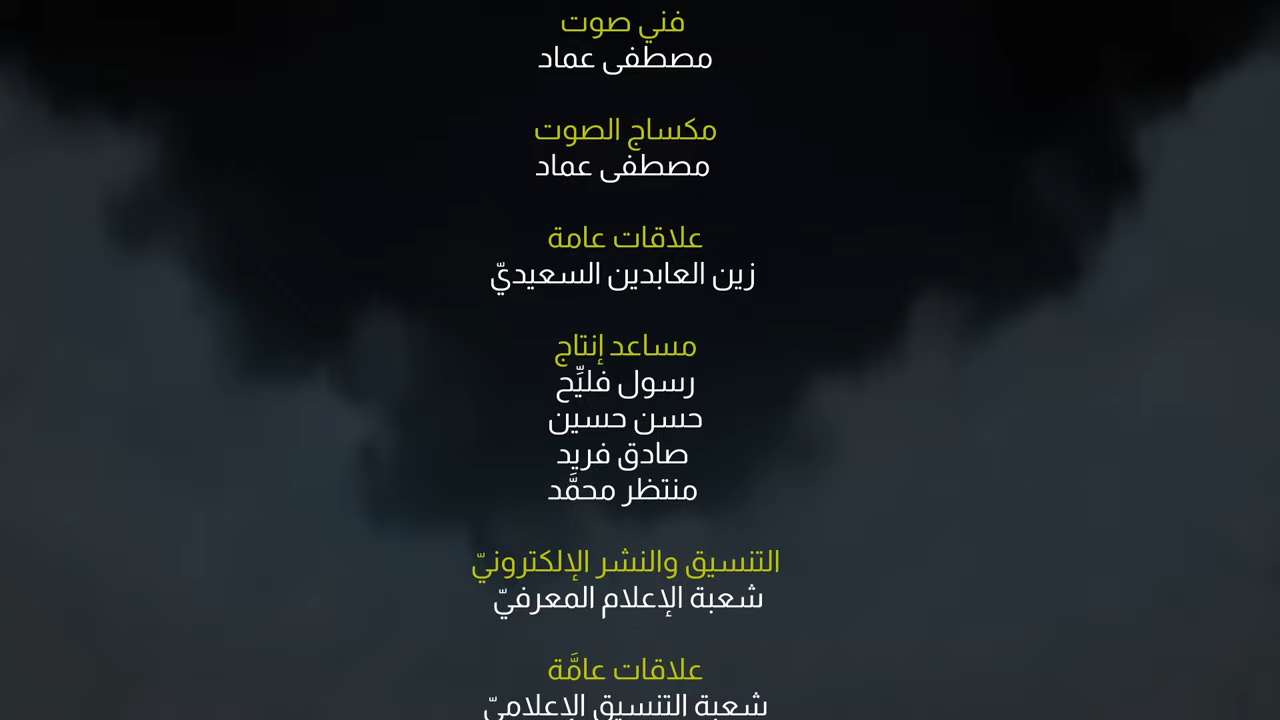 فني صوت
مصطفى عماد
مكساج الصوت
مصطفى عماد
علاقات عامة
زين العابدين السعيديّ
مساعد إنتاج
رسول فليِّح
حسن حسين
صادق فريد
منتظر محمَّد
التنسيق والنشر الإلكترونيّ
شعبة الإعلام المعرفيّ
علاقات عامَّة
شعبة التنسيق الإعلاميّ